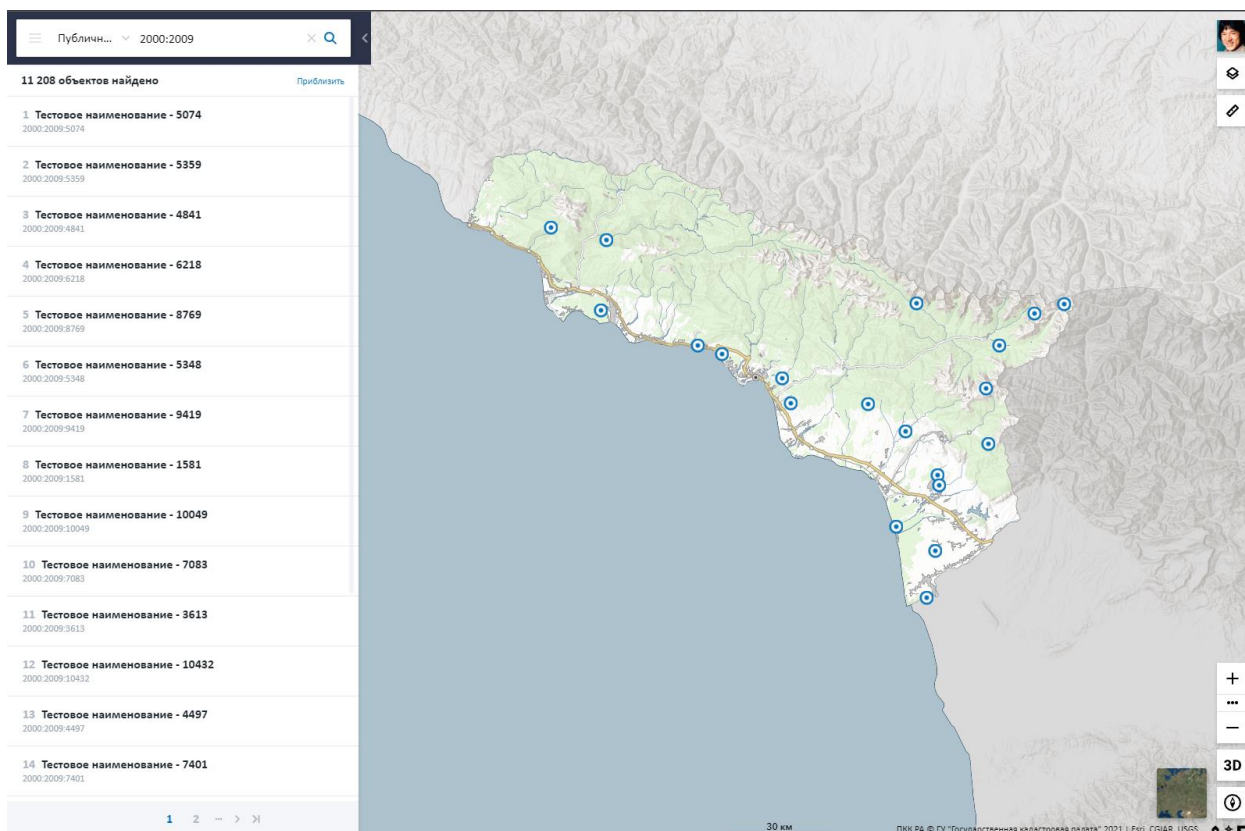 Публичн... 2000:2009
11 208 объектов найдено Приблизить
1 Тестовое наименование - 5074
2000:2009:5074
2 Тестовое наименование - 5359
2000:2009:5359
3 Тестовое наименование - 4841
2000:2009:4841
4 Тестовое наименование - 6218
2000:2009:6218
5 Тестовое наименование - 8769
2000:2009:8769
6 Тестовое наименование - 5348
2000:2009:5348
7 Тестовое наименование - 9419
2000:2009:9419
8 Тестовое наименование - 1581
2000:2009:1581
9 Тестовое наименование - 10049
2000:2009:10049
10 Тестовое наименование - 7083
2000:2009:7083
11 Тестовое наименование - 3613
2000:2009:3613
12 Тестовое наименование - 10432
2000:2009:10432
13 Тестовое наименование - 4497
2000:2009:4497
14 Тестовое наименование - 7401
2000:2009:7401
1 2 ...
3D
30 км
ПКК РА © ГУ "Государственная кадастровая палата" 2021 | Esri, CGIAR, USGS